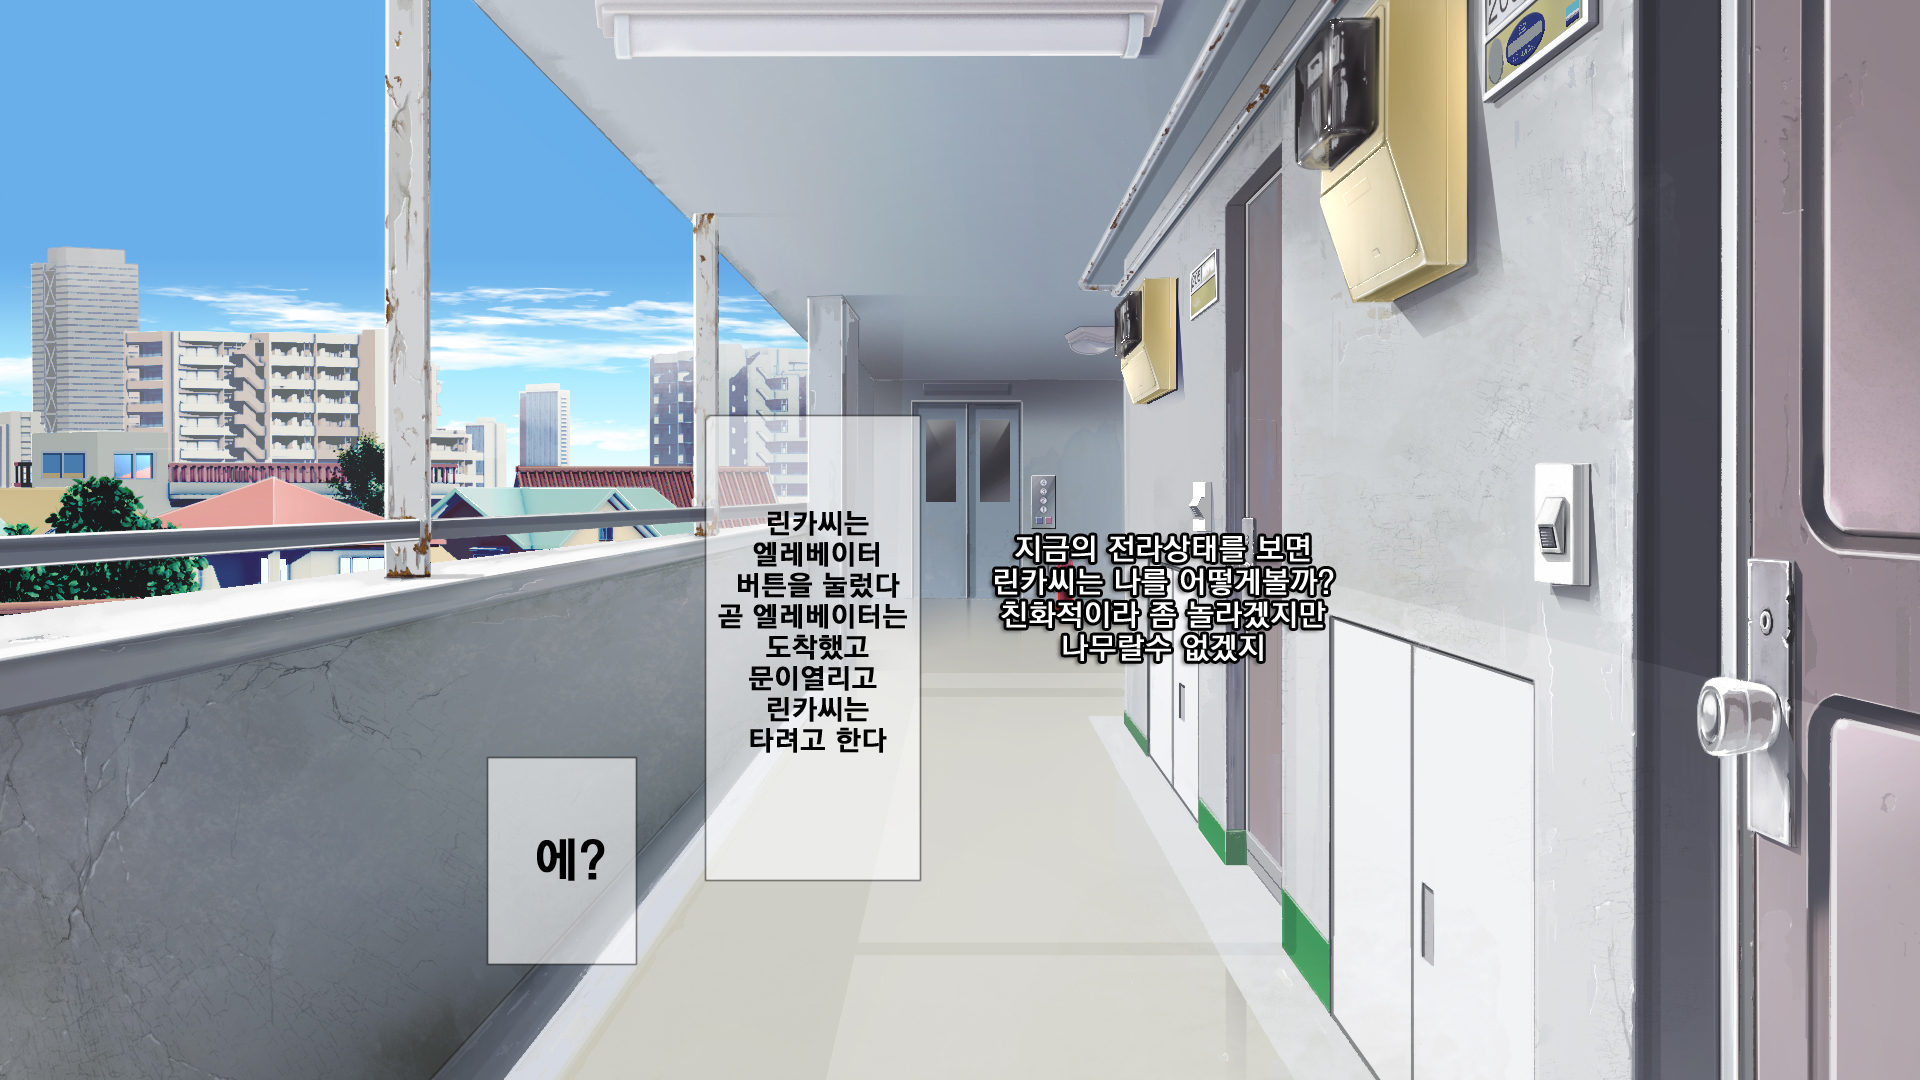 지금의 전라상태를 보면
린카씨는 나를 어떻게볼까?
친화적이라 좀 놀라겠지만
나무랄수 없겠지
린카씨는
엘레베이터
버튼을 눌렀다
곧 엘레베이터는
도착했고
문이열리고
린카씨는
타려고 한다
에?